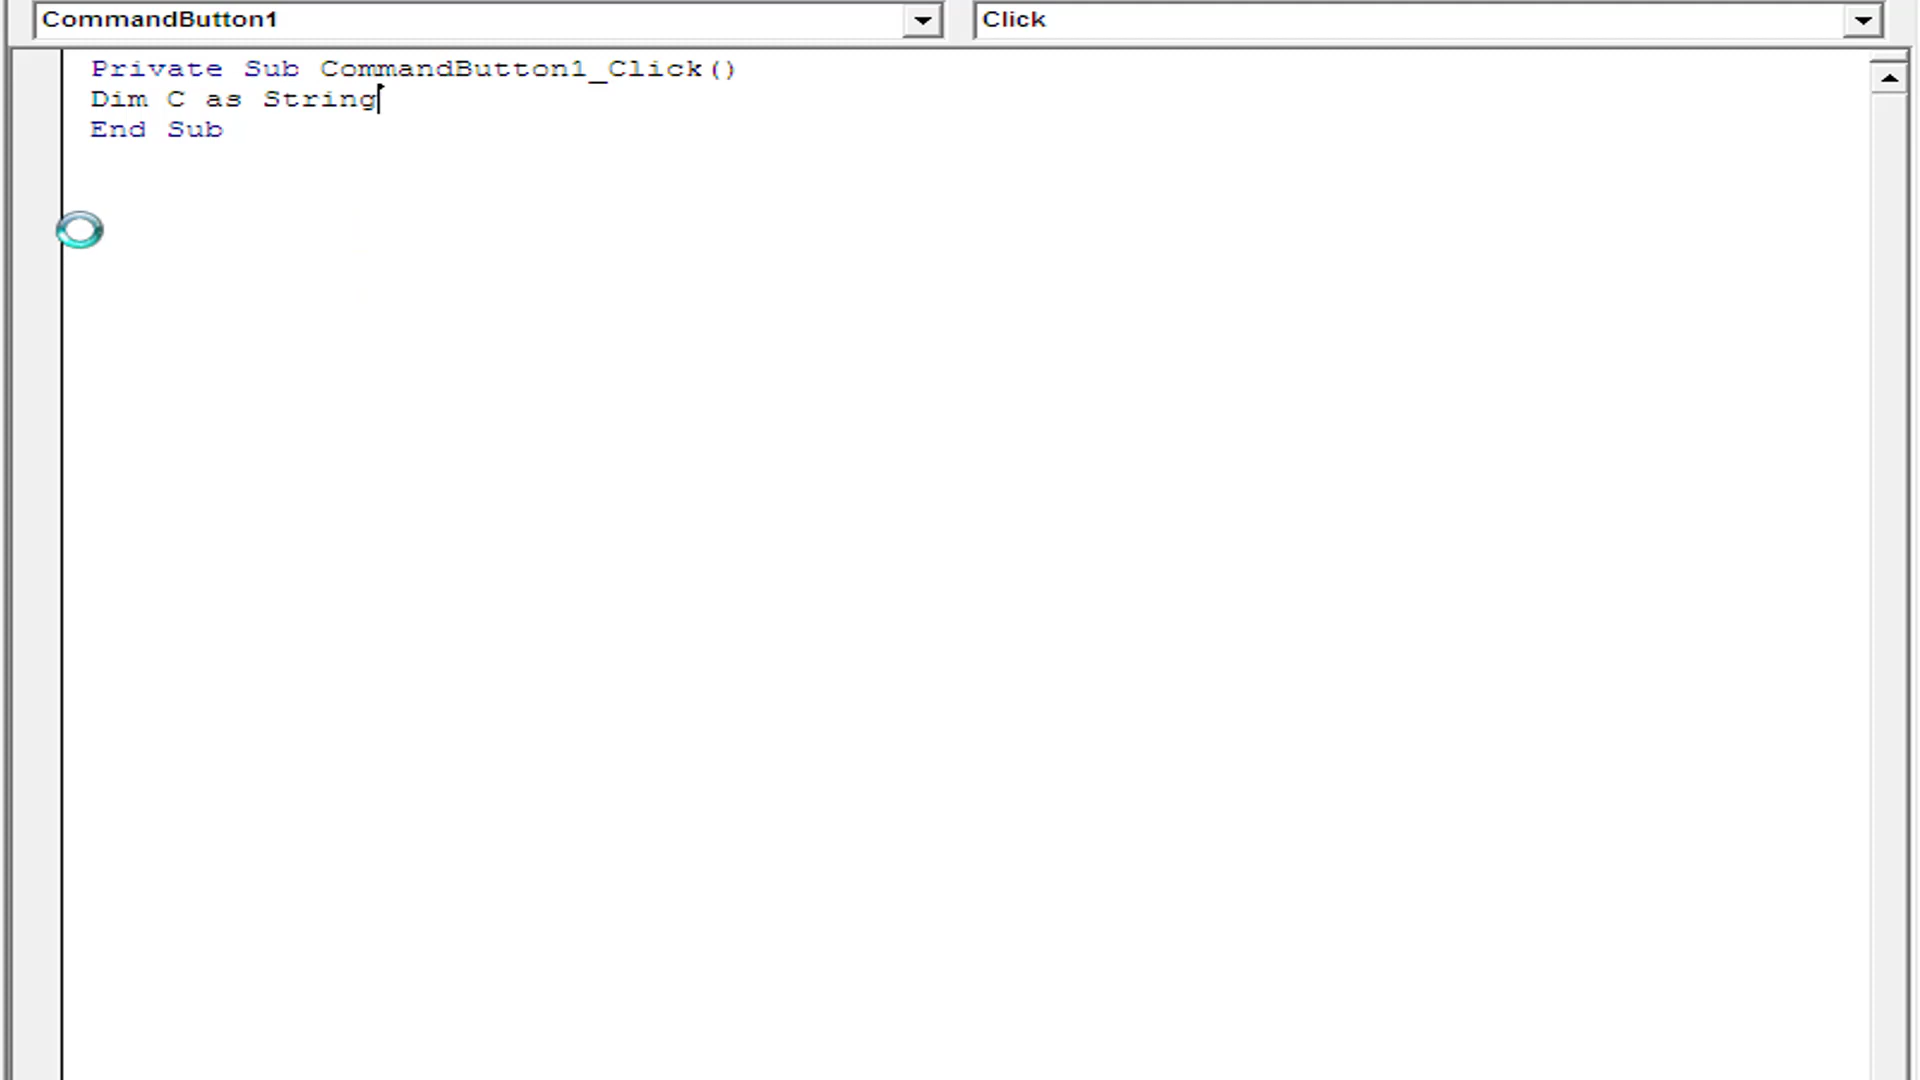 CommandButton1
Click
Private Sub CommandButton1_Click()
Dim C as String
End Sub